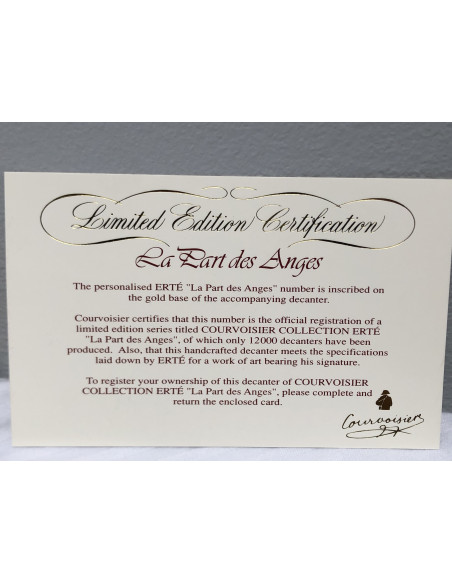 Limited Edition Certification
La Part des Anges
The personalised ERTÉ "La Part des Anges" number is inscribed on
the gold base of the accompanying decanter.
Courvoisier certifies that this number is the official registration of a
limited edition series titled COURVOISIER COLLECTION ERTÉ
"La Part des Anges", of which only 12000 decanters have been
produced. Also, that this handcrafted decanter meets the specifications
laid down by ERTÉ for a work of art bearing his signature.
To register your ownership of this decanter of COURVOISIER
COLLECTION ERTÉ "La Part des Anges", please complete and
return the enclosed card.
Courvoisier